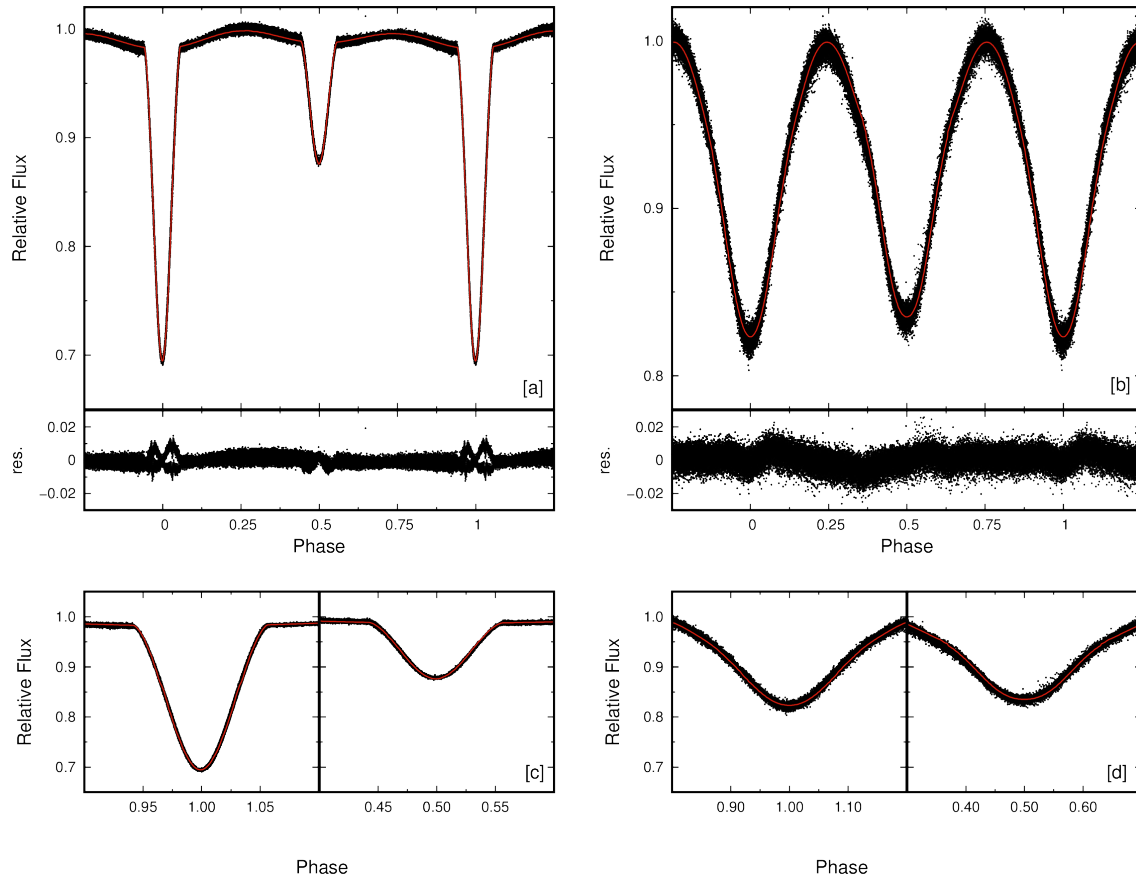 Relative Flux
1.0
0.9
0.8
0.7
[a]
res.
0.02
0
−0.02
0 0.25 0.5 0.75 1
Phase
Relative Flux
1.0
0.9
0.8
[b]
res.
0.02
0
−0.02
0 0.25 0.5 0.75 1
Phase
Relative Flux
1.0
0.9
0.8
0.7
[c]
0.95 1.00 1.05 0.45 0.50 0.55
Phase
Relative Flux
1.0
0.9
0.8
0.7
[d]
0.90 1.00 1.10 0.40 0.50 0.60
Phase